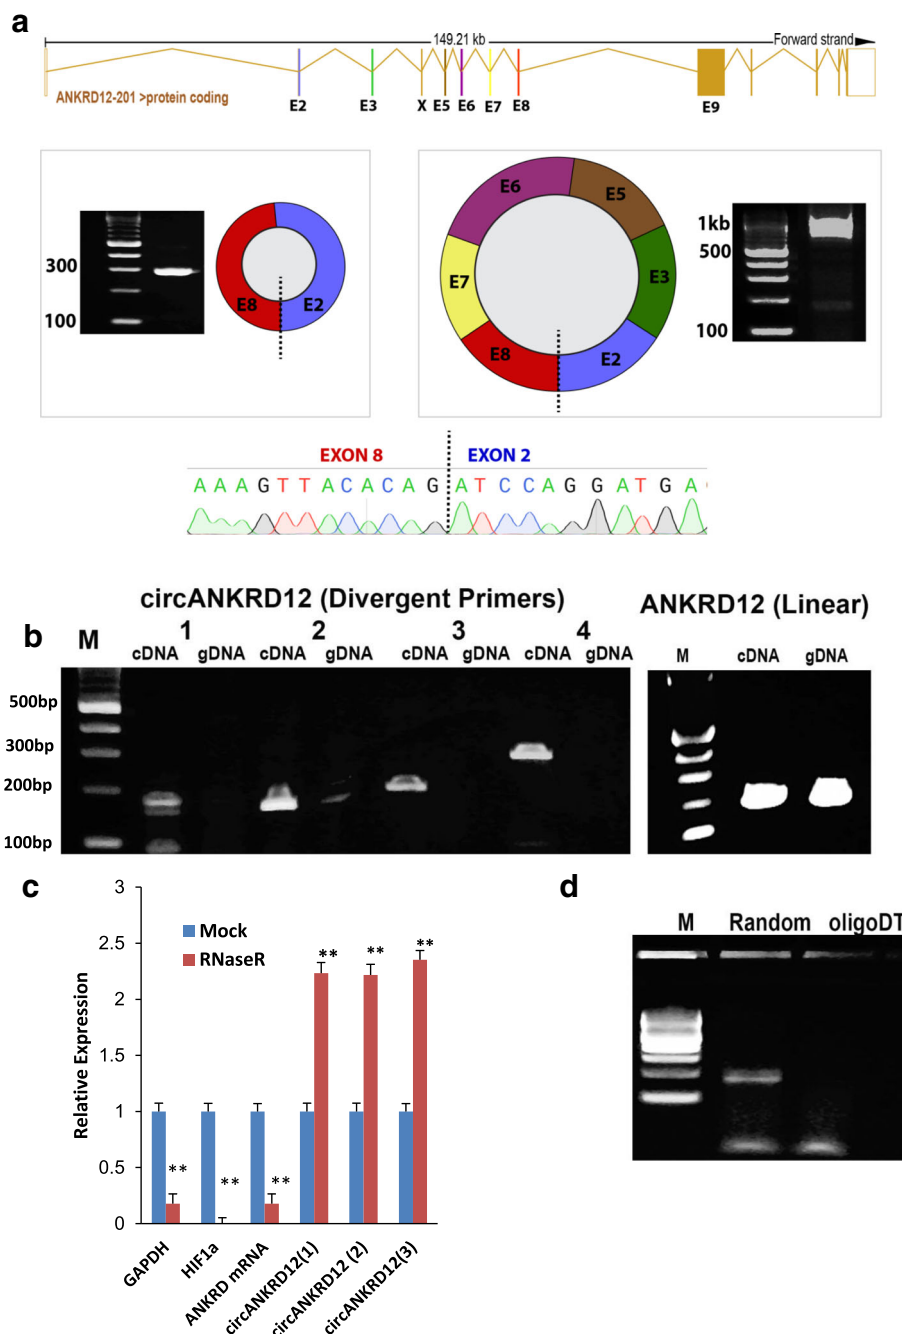 a
149.21 kb
Forward strand
ANKRD12-201 >protein coding
E2 E3 X E5 E6 E7 E8 E9
300
100
E8 E2
E6
E5
E7
E3
E8
E2
1kb
500
100
EXON 8 EXON 2
A A A G T T A C A C A G A T C C A G G A T G A
circANKRD12 (Divergent Primers)
ANKRD12 (Linear)
b
M
1 2 3 4
cDNA gDNA cDNA gDNA cDNA gDNA cDNA gDNA
M cDNA gDNA
500bp
300bp
200bp
100bp
c
3
2.5
2
1.5
1
0.5
0
Relative Expression
Mock
RNaseR
** ** ** ** ** **
GAPDH
HIF1a
ANKRD mRNA
circANKRD12(1)
circANKRD12 (2)
circANKRD12(3)
d
M Random oligoDT